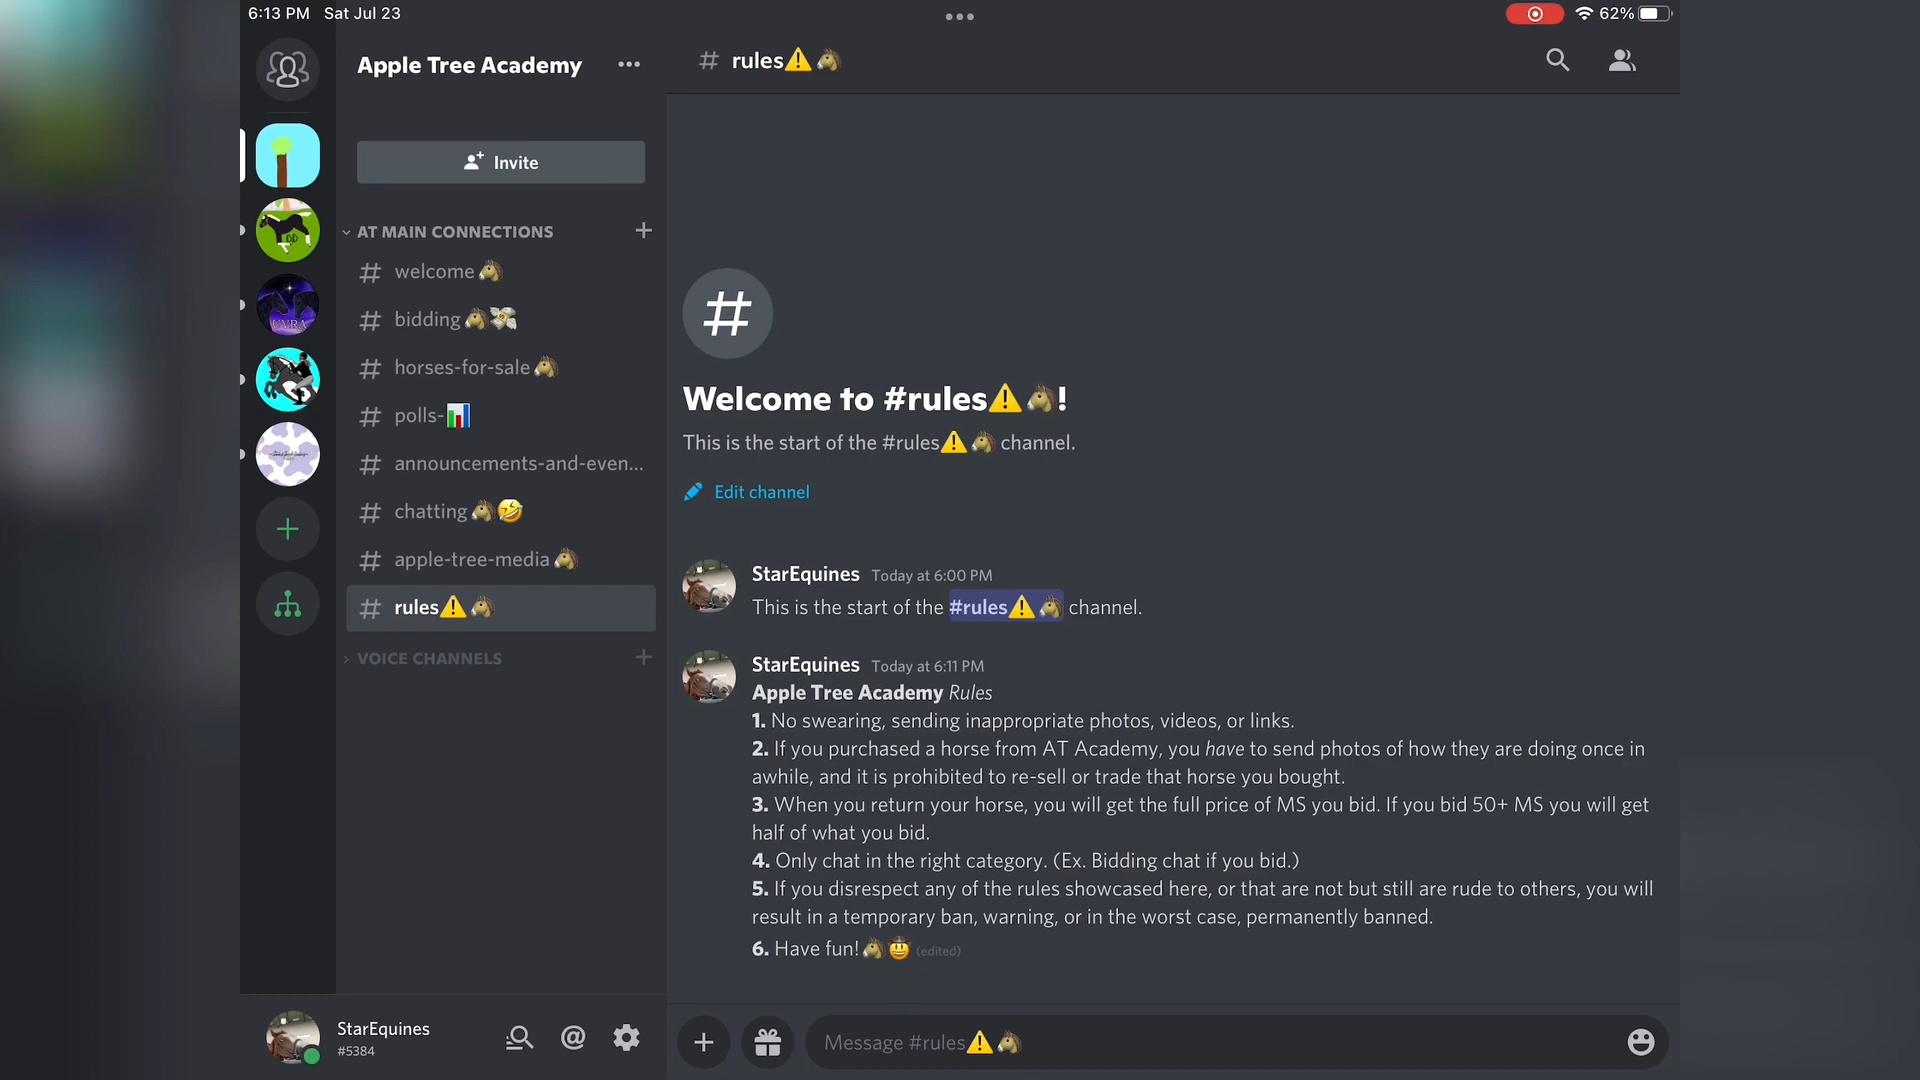 6:13 PM Sat Jul 23
62%
Apple Tree Academy
Invite
AT MAIN CONNECTIONS
# welcome🐴
# bidding🐴💸
# horses-for-sale🐴
# polls-📊
# announcements-and-even...
# chatting🐴🤣
# apple-tree-media🐴
# rules⚠️🐴
VOICE CHANNELS
StarEquines
#5384
# rules⚠️🐴
Welcome to #rules⚠️🐴!
This is the start of the #rules⚠️🐴 channel.
Edit channel
StarEquines Today at 6:00 PM
This is the start of the #rules⚠️🐴 channel.
StarEquines Today at 6:11 PM
Apple Tree Academy Rules
1. No swearing, sending inappropriate photos, videos, or links.
2. If you purchased a horse from AT Academy, you have to send photos of how they are doing once in
awhile, and it is prohibited to re-sell or trade that horse you bought.
3. When you return your horse, you will get the full price of MS you bid. If you bid 50+ MS you will get
half of what you bid.
4. Only chat in the right category. (Ex. Bidding chat if you bid.)
5. If you disrespect any of the rules showcased here, or that are not but still are rude to others, you will
result in a temporary ban, warning, or in the worst case, permanently banned.
6. Have fun!🐴🤠 (edited)
Message #rules⚠️🐴